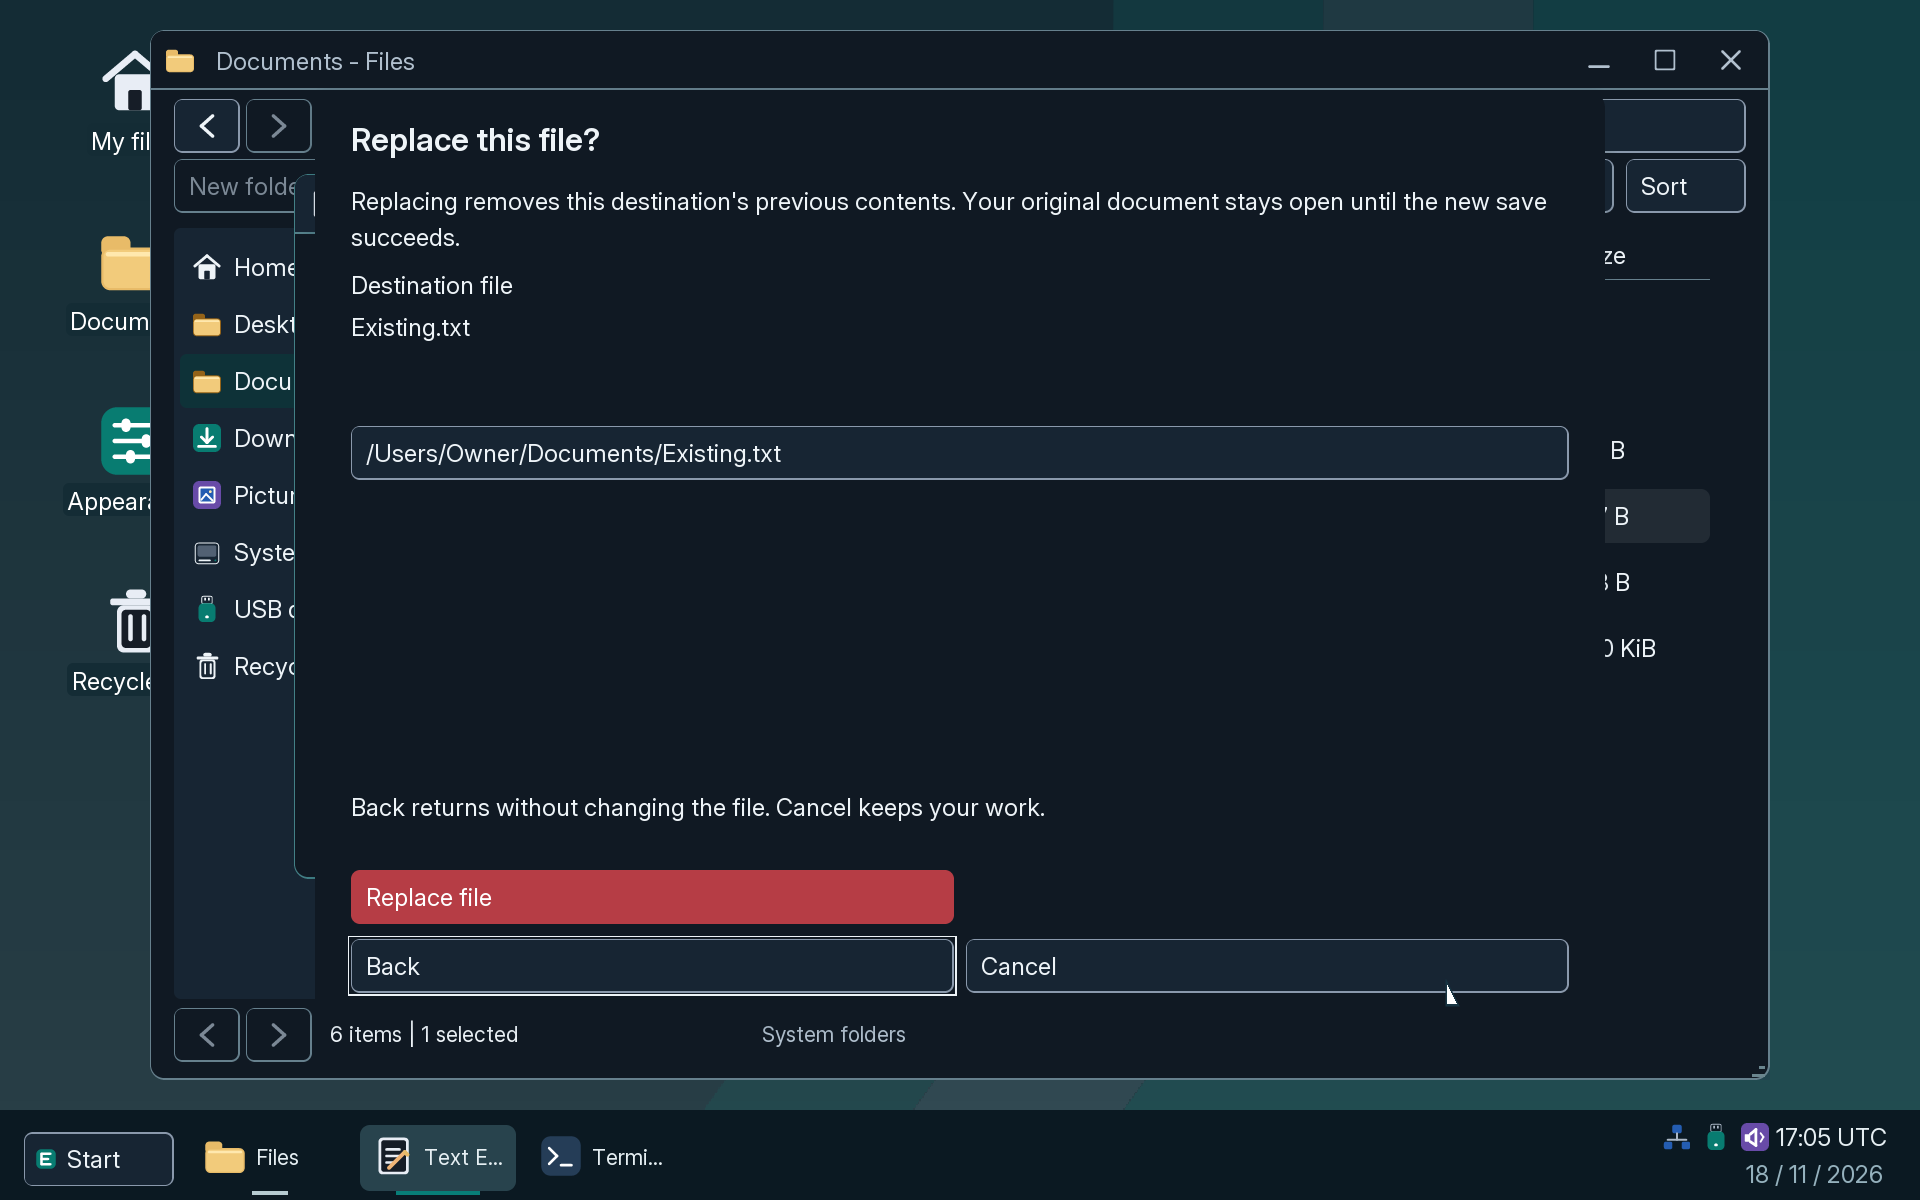 Documents - Files
My fil
New folde
Sort
Replace this file?
Replacing removes this destination's previous contents. Your original document stays open until the new save
succeeds.
Destination file
Existing.txt
/Users/Owner/Documents/Existing.txt
Home
Deskt
Docu
Down
Pictur
Syste
USB
Recyc
Docum
Appeara
Recycle
ze
B
B
B
KiB
Back returns without changing the file. Cancel keeps your work.
Replace file
Back
Cancel
6 items | 1 selected
System folders
Start
Files
Text E...
Termi...
17:05 UTC
18 / 11 / 2026